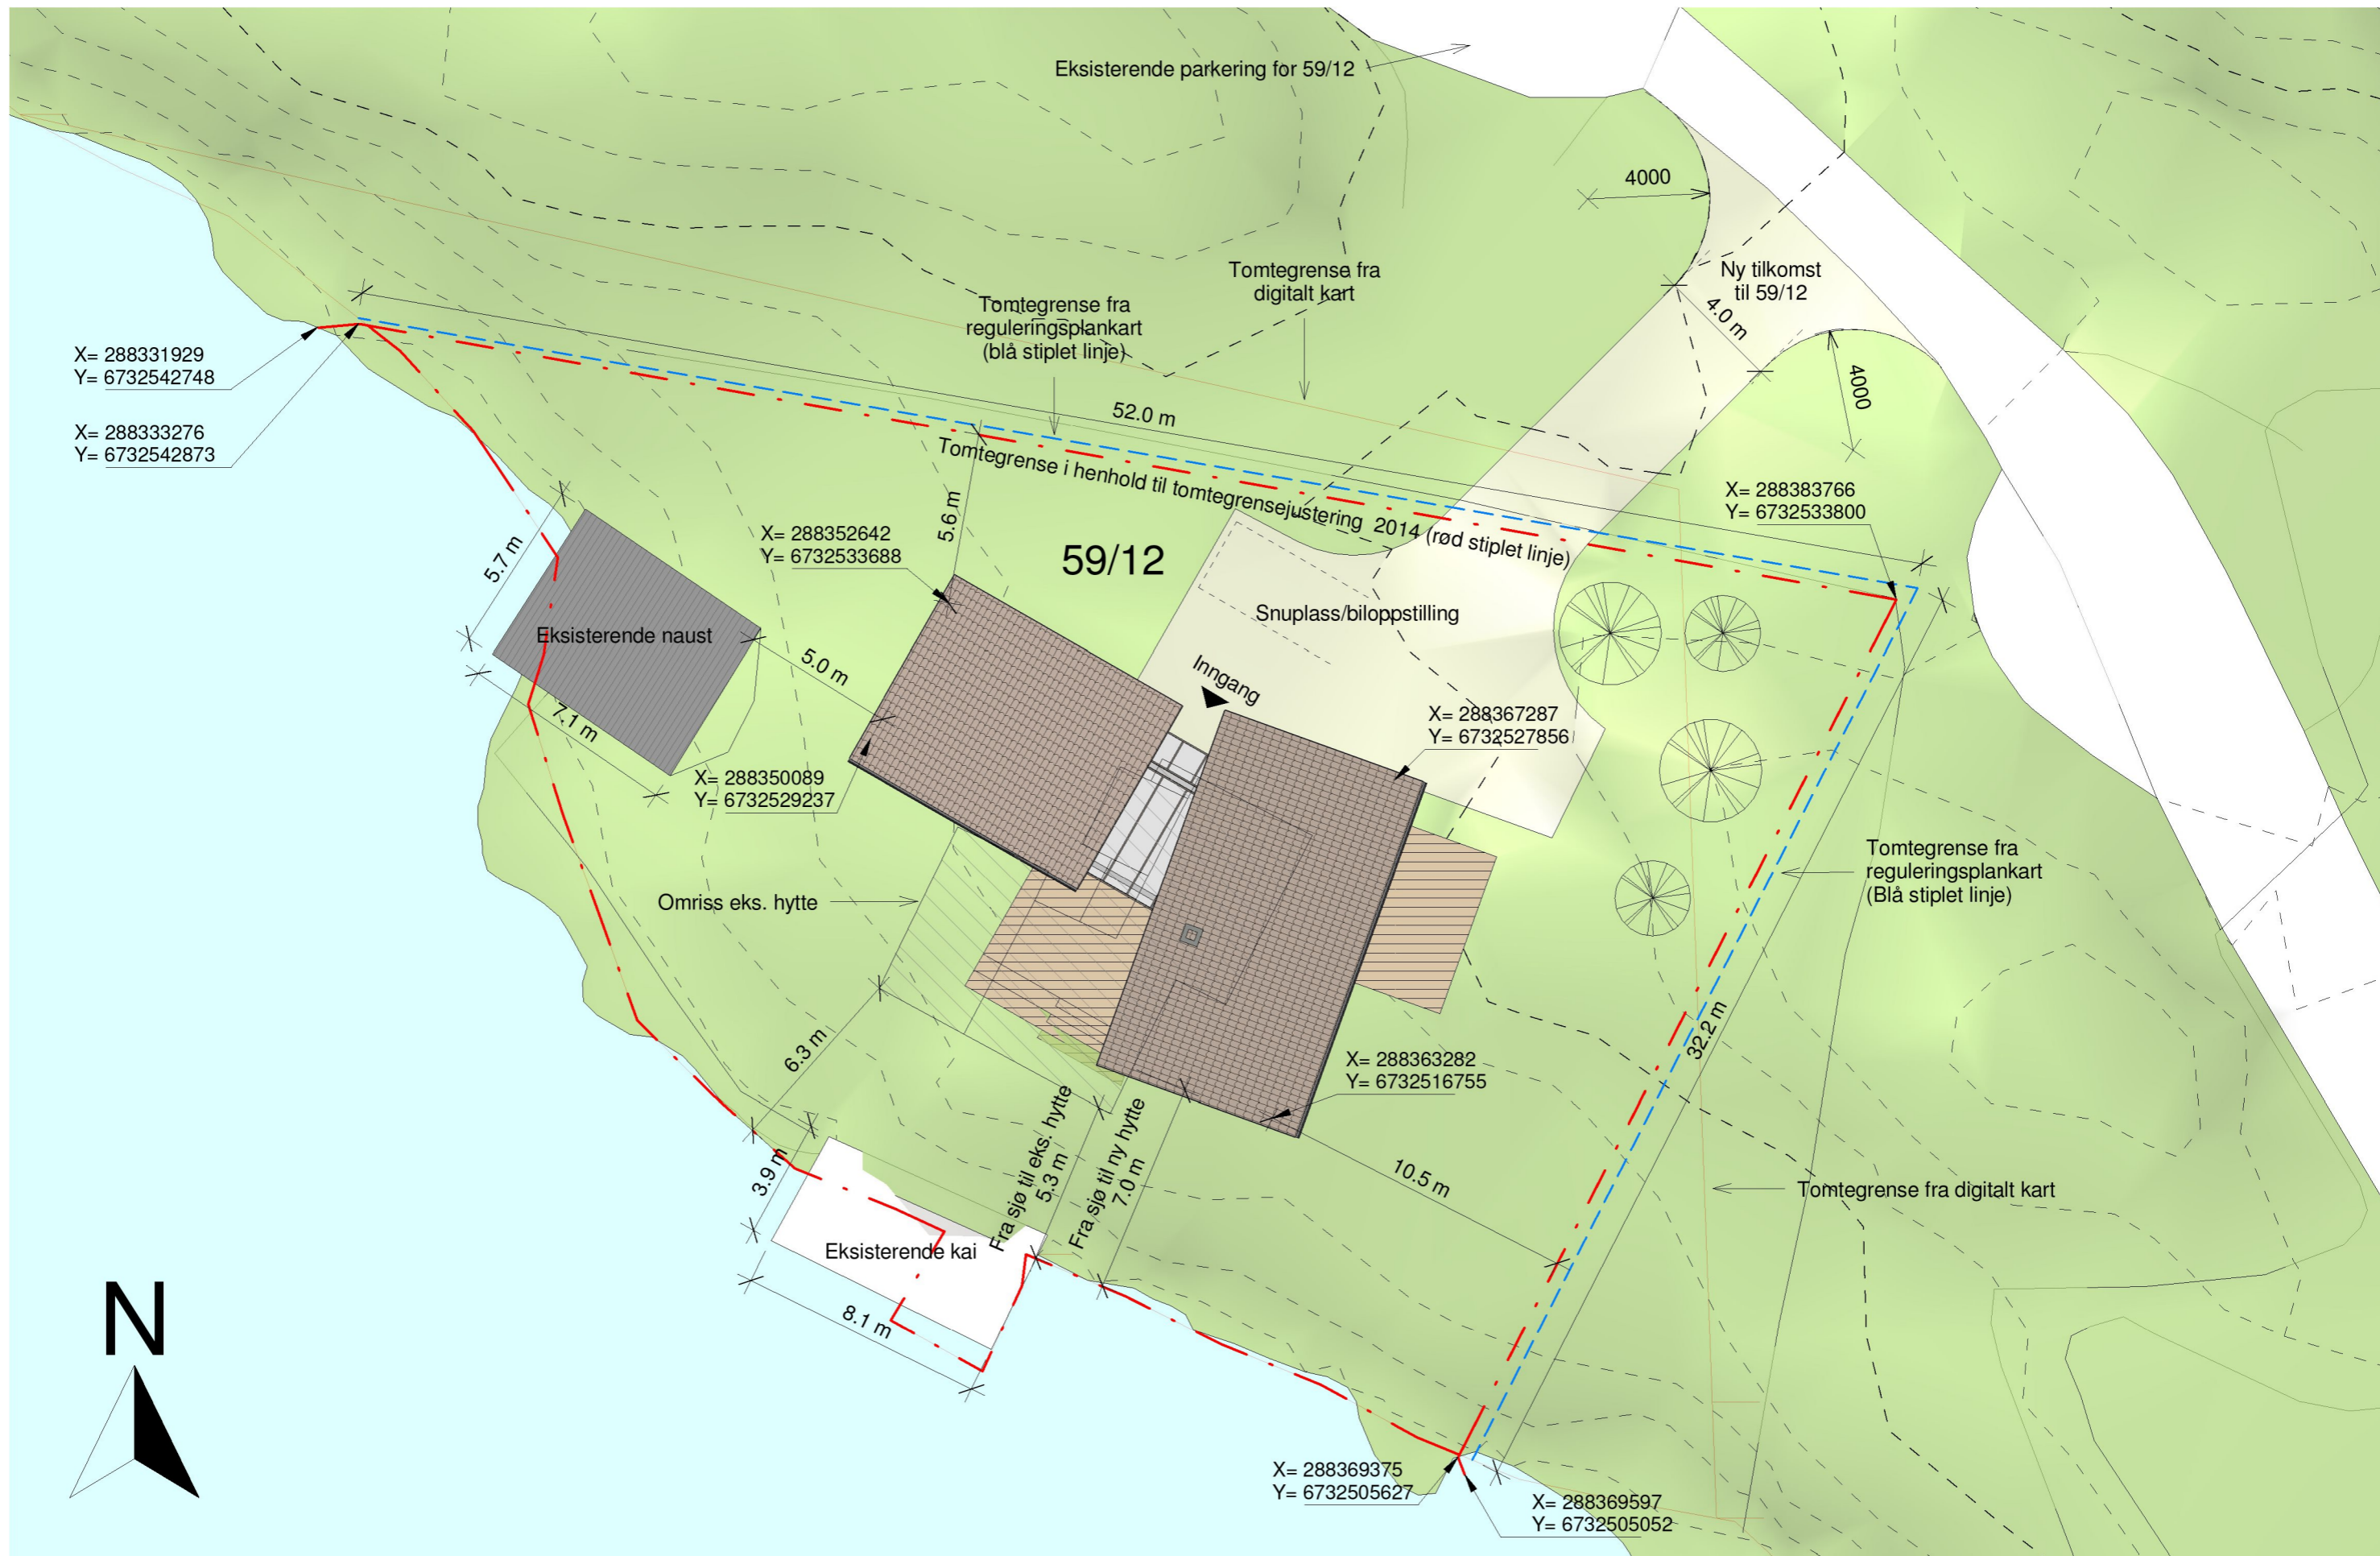 Eksisterende parkering for 59/12
4000
Ny tilkomst
til 59/12
4.0 m
4000
Tomtegrense fra
digitalt kart
Tomtegrense fra
reguleringsplankart
(blå stiplet linje)
X= 288331929
Y= 6732542748
X= 288333276
Y= 6732542873
52.0 m
Tomtegrense i henhold til tomtegrensejustering 2014 (rød stiplet linje)
X= 288383766
Y= 6732533800
5.6 m
X= 288352642
Y= 6732533688
59/12
5.7 m
Eksisterende naust
Snuplass/biloppstilling
5.0 m
Inngang
7.1 m
X= 288367287
Y= 6732527856
X= 288350089
Y= 6732529237
Tomtegrense fra
reguleringsplankart
(Blå stiplet linje)
Omriss eks. hytte
6.3 m
32.2 m
X= 288363282
Y= 6732516755
Fra sjø til eks. hytte
5.3 m
Fra sjø til ny hytte
7.0 m
3.9 m
10.5 m
Tomtegrense fra digitalt kart
Eksisterende kai
8.1 m
N
X= 288369375
Y= 6732505627
X= 288369597
Y= 6732505052